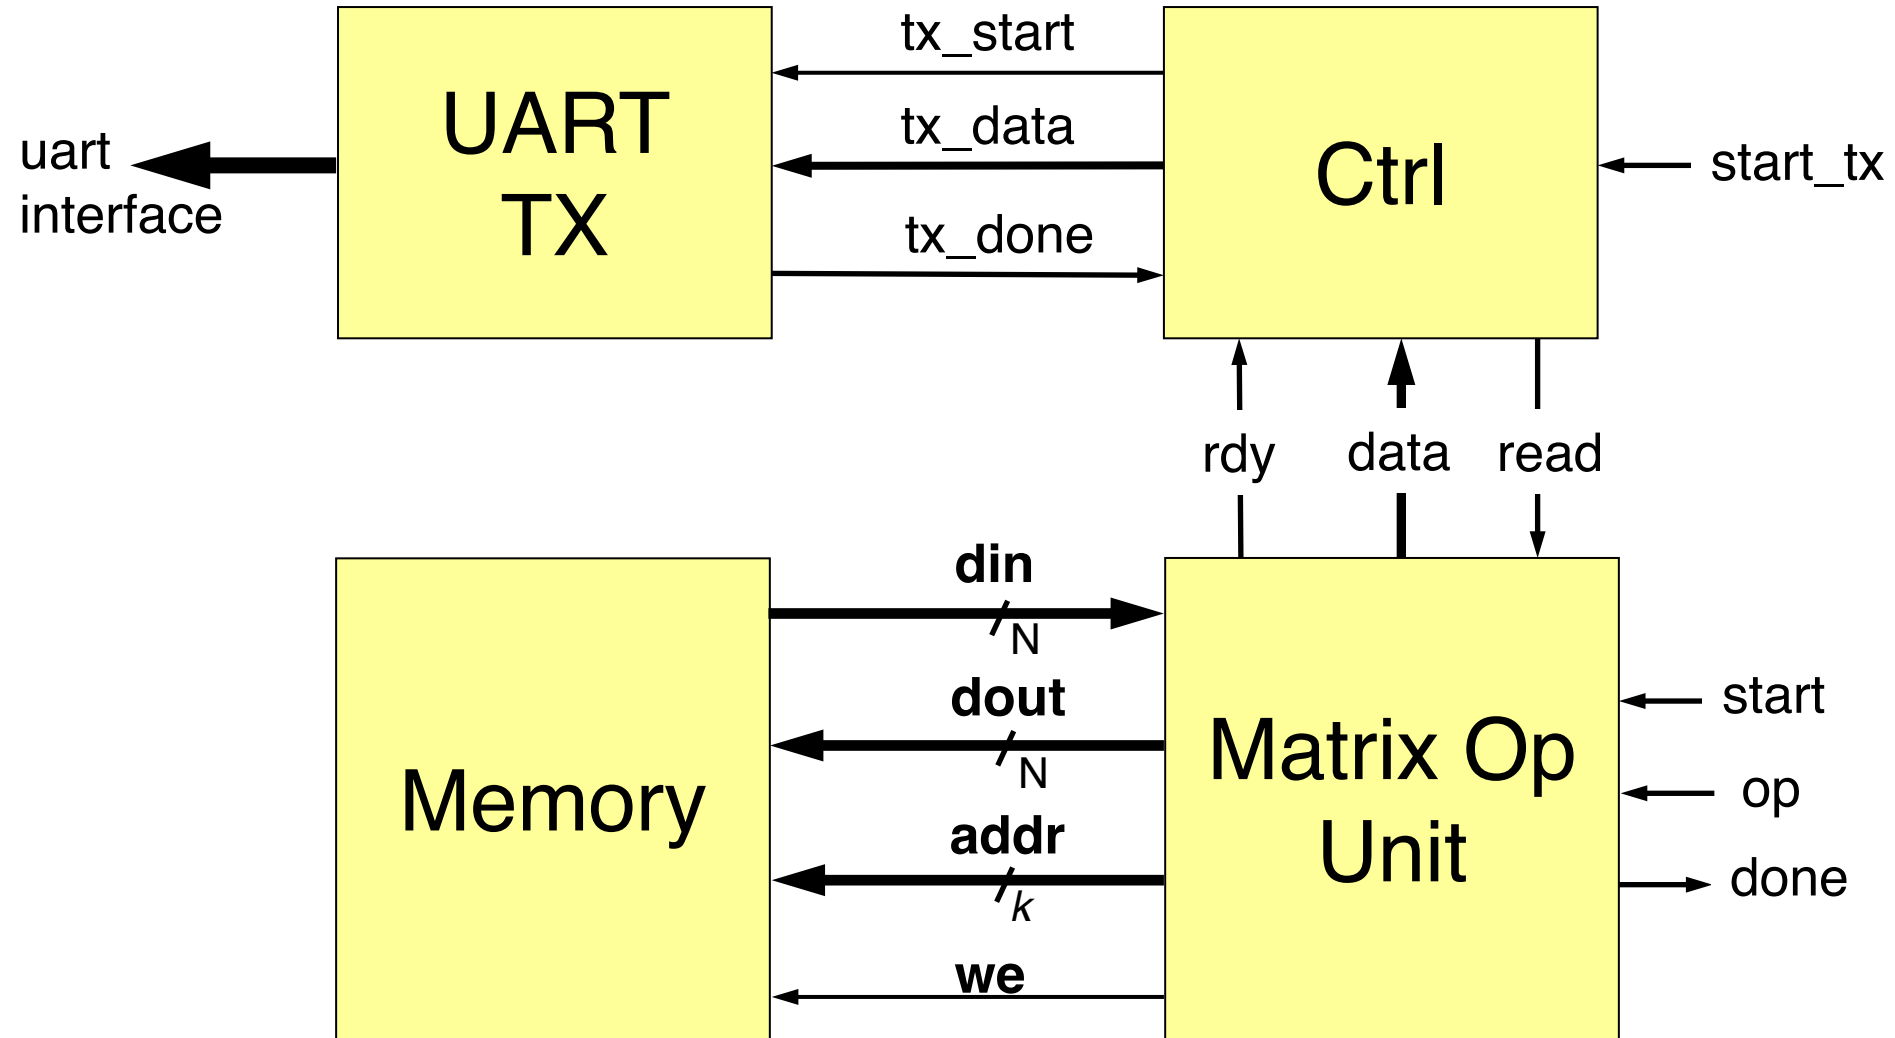 uart
interface
UART
TX
tx_start
tx_data
tx_done
Ctrl
start_tx
rdy
data
read
Memory
din
N
dout
N
addr
k
we
Matrix Op
Unit
start
op
done